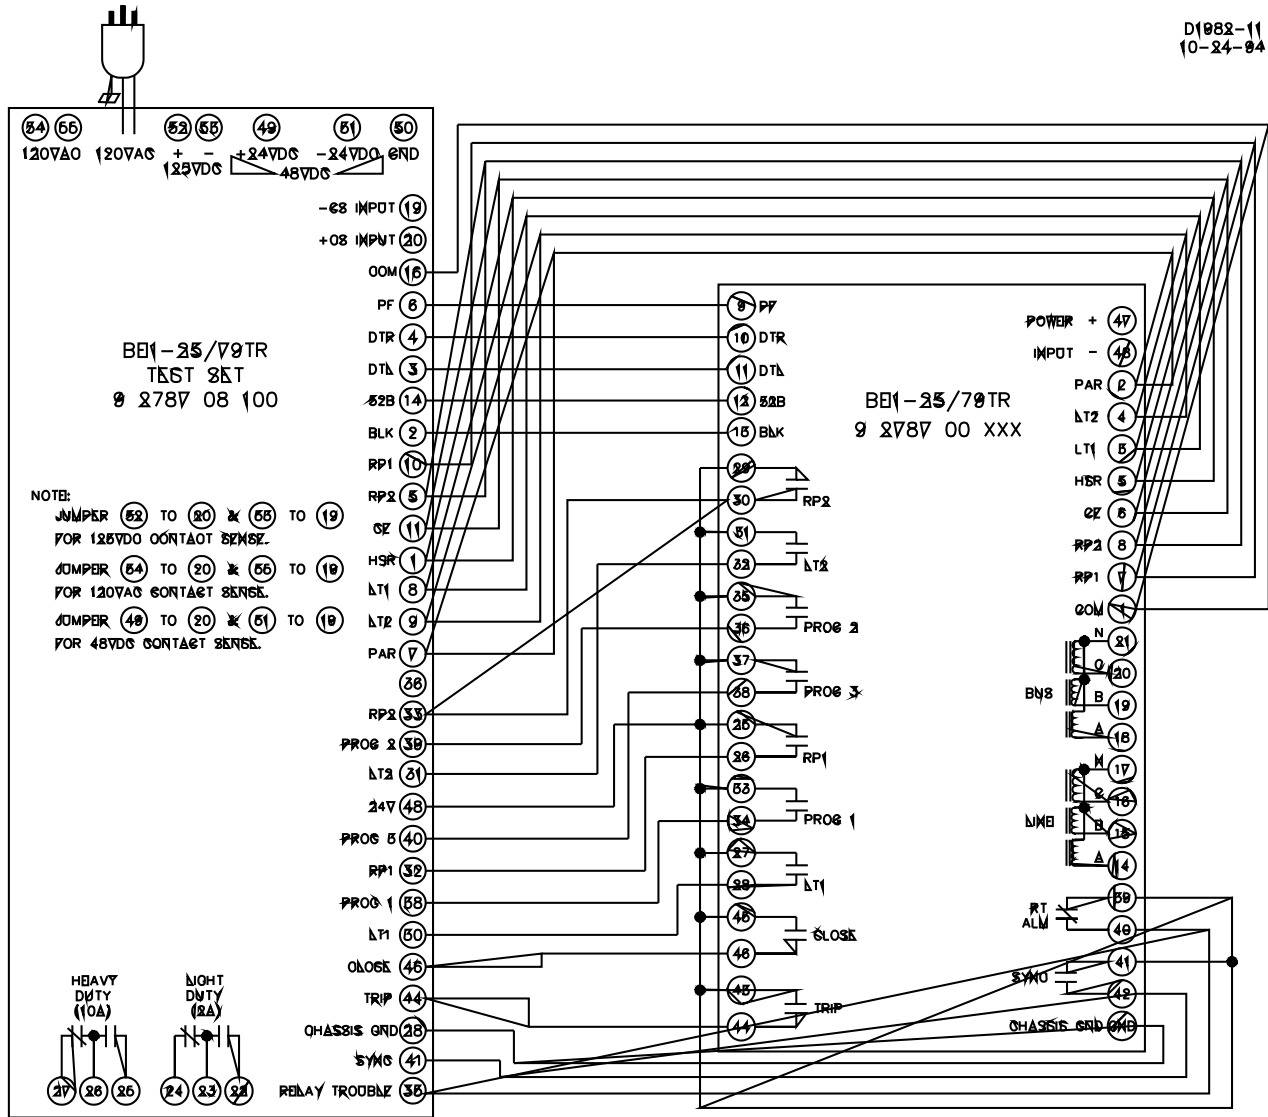 D1982-11
10-24-94
54 55 52 53 49 51 50
120VAC 120VAC + - +24VDC -24VDC GND
125VDC 48VDC
-CS INPUT 19
+CS INPUT 20
COM 16
PF 6
DTR 4
DTL 3
52B 14
BLK 2
RP1 10
RP2 5
CZ 11
HSR 1
LT1 8
LT2 9
PAR 7
36
RP2 33
PROG 2 39
LT2 31
24V 48
PROG 3 40
RP1 32
PROG 1 38
LT1 30
CLOSE 45
TRIP 44
CHASSIS GND 28
SYNC 41
RELAY TROUBLE 35
BE1-25/79TR
TEST SET
9 2787 08 100
NOTE:
JUMPER 52 TO 20 & 53 TO 19
FOR 125VDC CONTACT SENSE.
JUMPER 54 TO 20 & 55 TO 19
FOR 120VAC CONTACT SENSE.
JUMPER 49 TO 20 & 51 TO 19
FOR 48VDC CONTACT SENSE.
HEAVY
DUTY
(10A)
27 26 25
LIGHT
DUTY
(2A)
24 23 22
9 PF
10 DTR
11 DTL
12 52B
13 BLK
29
30
RP2
31
32
LT2
35
36
PROG 2
37
38
PROG 3
25
26
RP1
33
34
PROG 1
27
28
LT1
45
46
CLOSE
43
44
TRIP
BE1-25/79TR
9 2787 00 XXX
POWER + 47
INPUT - 48
PAR 2
LT2 4
LT1 3
HSR 5
CZ 6
RP2 8
RP1 7
COM 1
BUS
N 21
C 20
B 19
A 18
LINE
N 17
C 16
B 15
A 14
RT
ALM
39
40
SYNC
41
42
CHASSIS GND GND